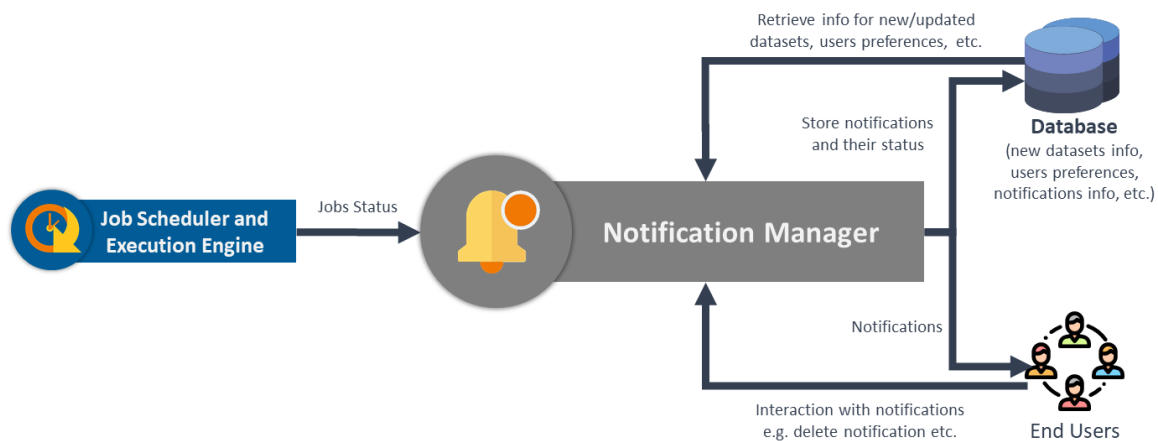 Retrieve info for new/updated
datasets, users preferences, etc.
Store notifications
and their status
Database
(new datasets info,
users preferences,
notifications info, etc.)
Job Scheduler and
Execution Engine
Jobs Status
Notification Manager
Notifications
Interaction with notifications
e.g. delete notification etc.
End Users